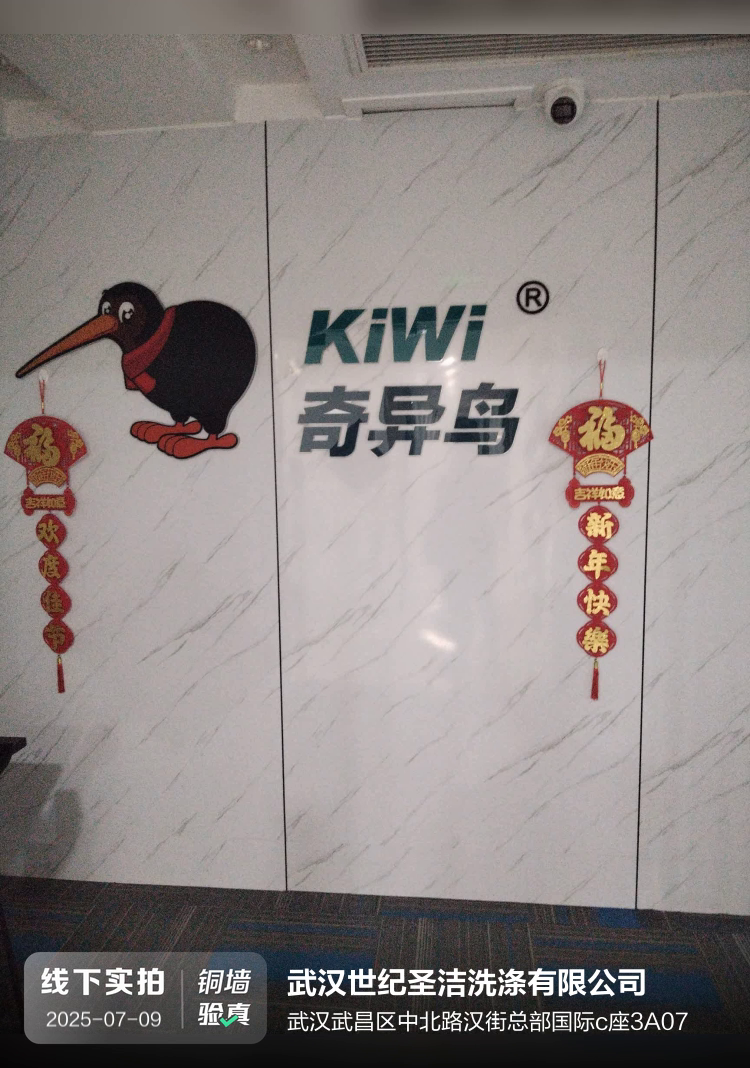 KiWi®
奇异鸟
福
吉祥如意
欢度佳节
福
吉祥如意
新年快樂
线下实拍
2025-07-09
铜墙
验真
武汉世纪圣洁洗涤有限公司
武汉武昌区中北路汉街总部国际c座3A07